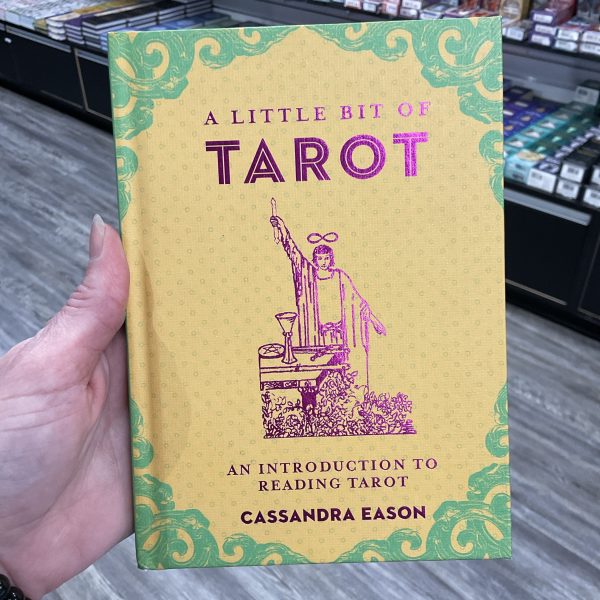 A LITTLE BIT OF
TAROT
AN INTRODUCTION TO
READING TAROT
CASSANDRA EASON